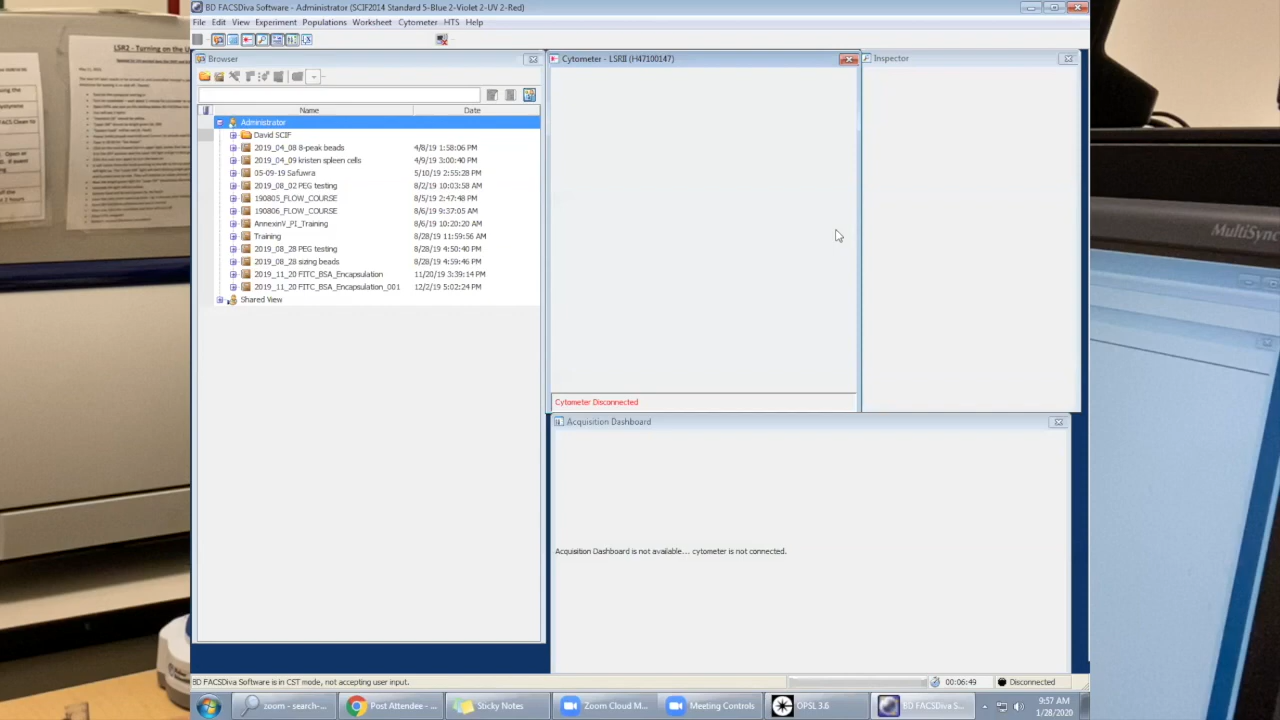 BD FACSDiva Software - Administrator (SCIF2014 Standard 5-Blue 2-Violet 2-UV 2-Red)
File Edit View Experiment Populations Worksheet Cytometer HTS Help
Browser
Name Date
Administrator
David SCIF
2019_04_08 8-peak beads 4/8/19 1:58:06 PM
2019_04_09 kristen spleen cells 4/9/19 3:00:40 PM
05-09-19 Safuwra 5/10/19 2:55:28 PM
2019_08_02 PEG testing 8/2/19 10:03:58 AM
190805_FLOW_COURSE 8/5/19 2:47:48 PM
190806_FLOW_COURSE 8/6/19 9:37:05 AM
AnnexinV_PI_Training 8/6/19 10:20:20 AM
Training 8/28/19 11:59:56 AM
2019_08_28 PEG testing 8/28/19 4:50:40 PM
2019_08_28 sizing beads 8/28/19 4:59:46 PM
2019_11_20 FITC_BSA_Encapsulation 11/20/19 3:39:14 PM
2019_11_20 FITC_BSA_Encapsulation_001 12/2/19 5:02:24 PM
Shared View
Cytometer - LSRII (H47100147)
Cytometer Disconnected
Inspector
Acquisition Dashboard
Acquisition Dashboard is not available... cytometer is not connected.
BD FACSDiva Software is in CST mode, not accepting user input.
00:06:49
Disconnected
zoom - search-...
Post Attendee - ...
Sticky Notes
Zoom Cloud M...
Meeting Controls
OPSL 3.6
BD FACSDiva S...
9:57 AM
1/28/2020
LSR2 - Turning on the
MultiSync